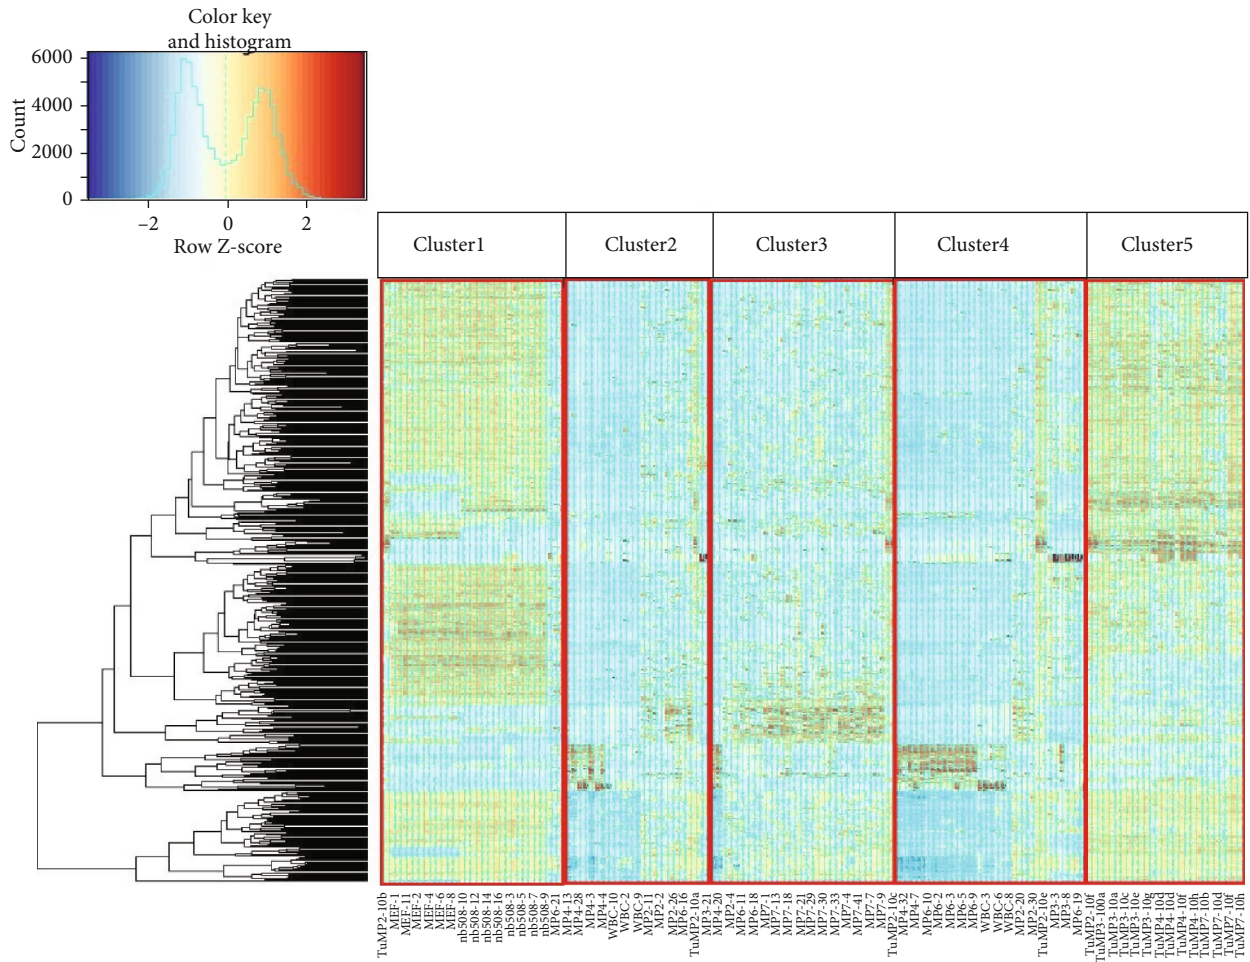 Color key
and histogram
6000
4000
2000
0
Count
−2 0 2
Row Z-score
Cluster1 Cluster2 Cluster3 Cluster4 Cluster5
TuMP2-10b
MEF-1
MEF-11
MEF-2
MEF-4
MEF-6
MEF-8
nb508-10
nb508-12
nb508-14
nb508-16
nb508-3
nb508-5
nb508-7
nb508-9
MP6-21
MP4-13
MP4-28
MP4-3
MP4-4
WBC-10
WBC-2
WBC-9
MP2-11
MP2-2
MP2-26
MP6-16
TuMP2-10a
MP3-21
MP4-20
MP2-4
MP6-11
MP6-18
MP7-1
MP7-13
MP7-18
MP7-21
MP7-29
MP7-30
MP7-33
MP7-4
MP7-41
MP7-7
MP7-9
TuMP2-10c
MP4-32
MP4-7
MP6-10
MP6-2
MP6-3
MP6-5
MP6-9
WBC-3
WBC-6
WBC-8
MP2-20
MP2-30
TuMP2-10e
MP3-3
MP3-8
MP6-19
TuMP2-10f
TuMP3-100a
TuMP3-10a
TuMP3-10c
TuMP3-10e
TuMP3-10g
TuMP4-10d
TuMP4-10d
TuMP4-10f
TuMP4-10h
TuMP7-10b
TuMP7-10d
TuMP7-10f
TuMP7-10h